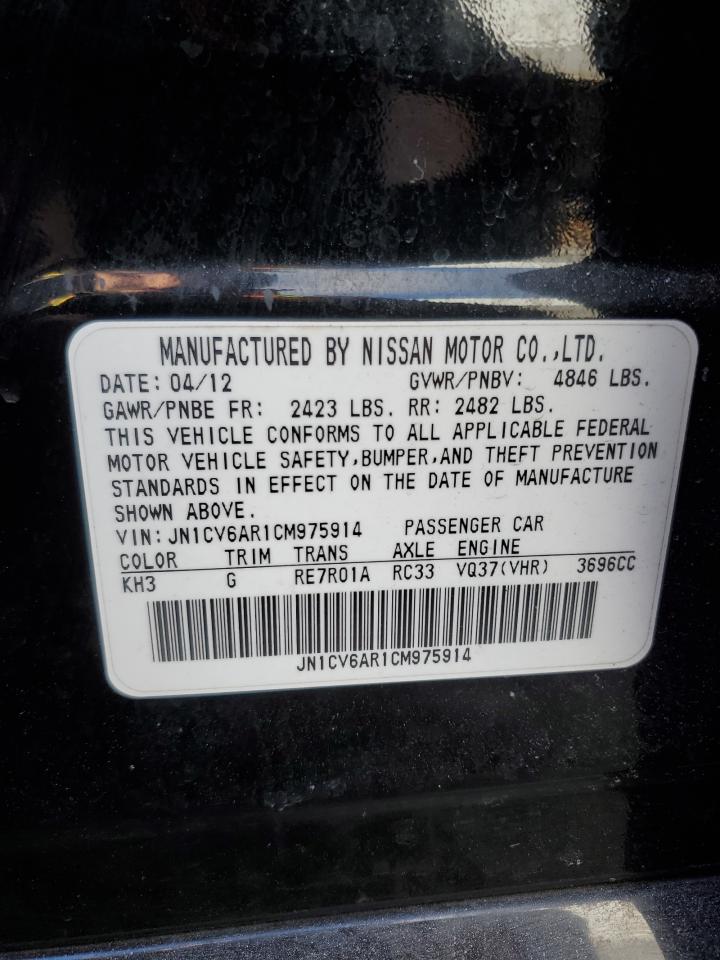 MANUFACTURED BY NISSAN MOTOR CO.,LTD.
DATE: 04/12 GVWR/PNBV: 4846 LBS.
GAWR/PNBE FR: 2423 LBS. RR: 2482 LBS.
THIS VEHICLE CONFORMS TO ALL APPLICABLE FEDERAL
MOTOR VEHICLE SAFETY,BUMPER,AND THEFT PREVENTION
STANDARDS IN EFFECT ON THE DATE OF MANUFACTURE
SHOWN ABOVE.
VIN: JN1CV6AR1CM975914 PASSENGER CAR
COLOR TRIM TRANS AXLE ENGINE
KH3 G RE7R01A RC33 VQ37(VHR) 3696CC
JN1CV6AR1CM975914